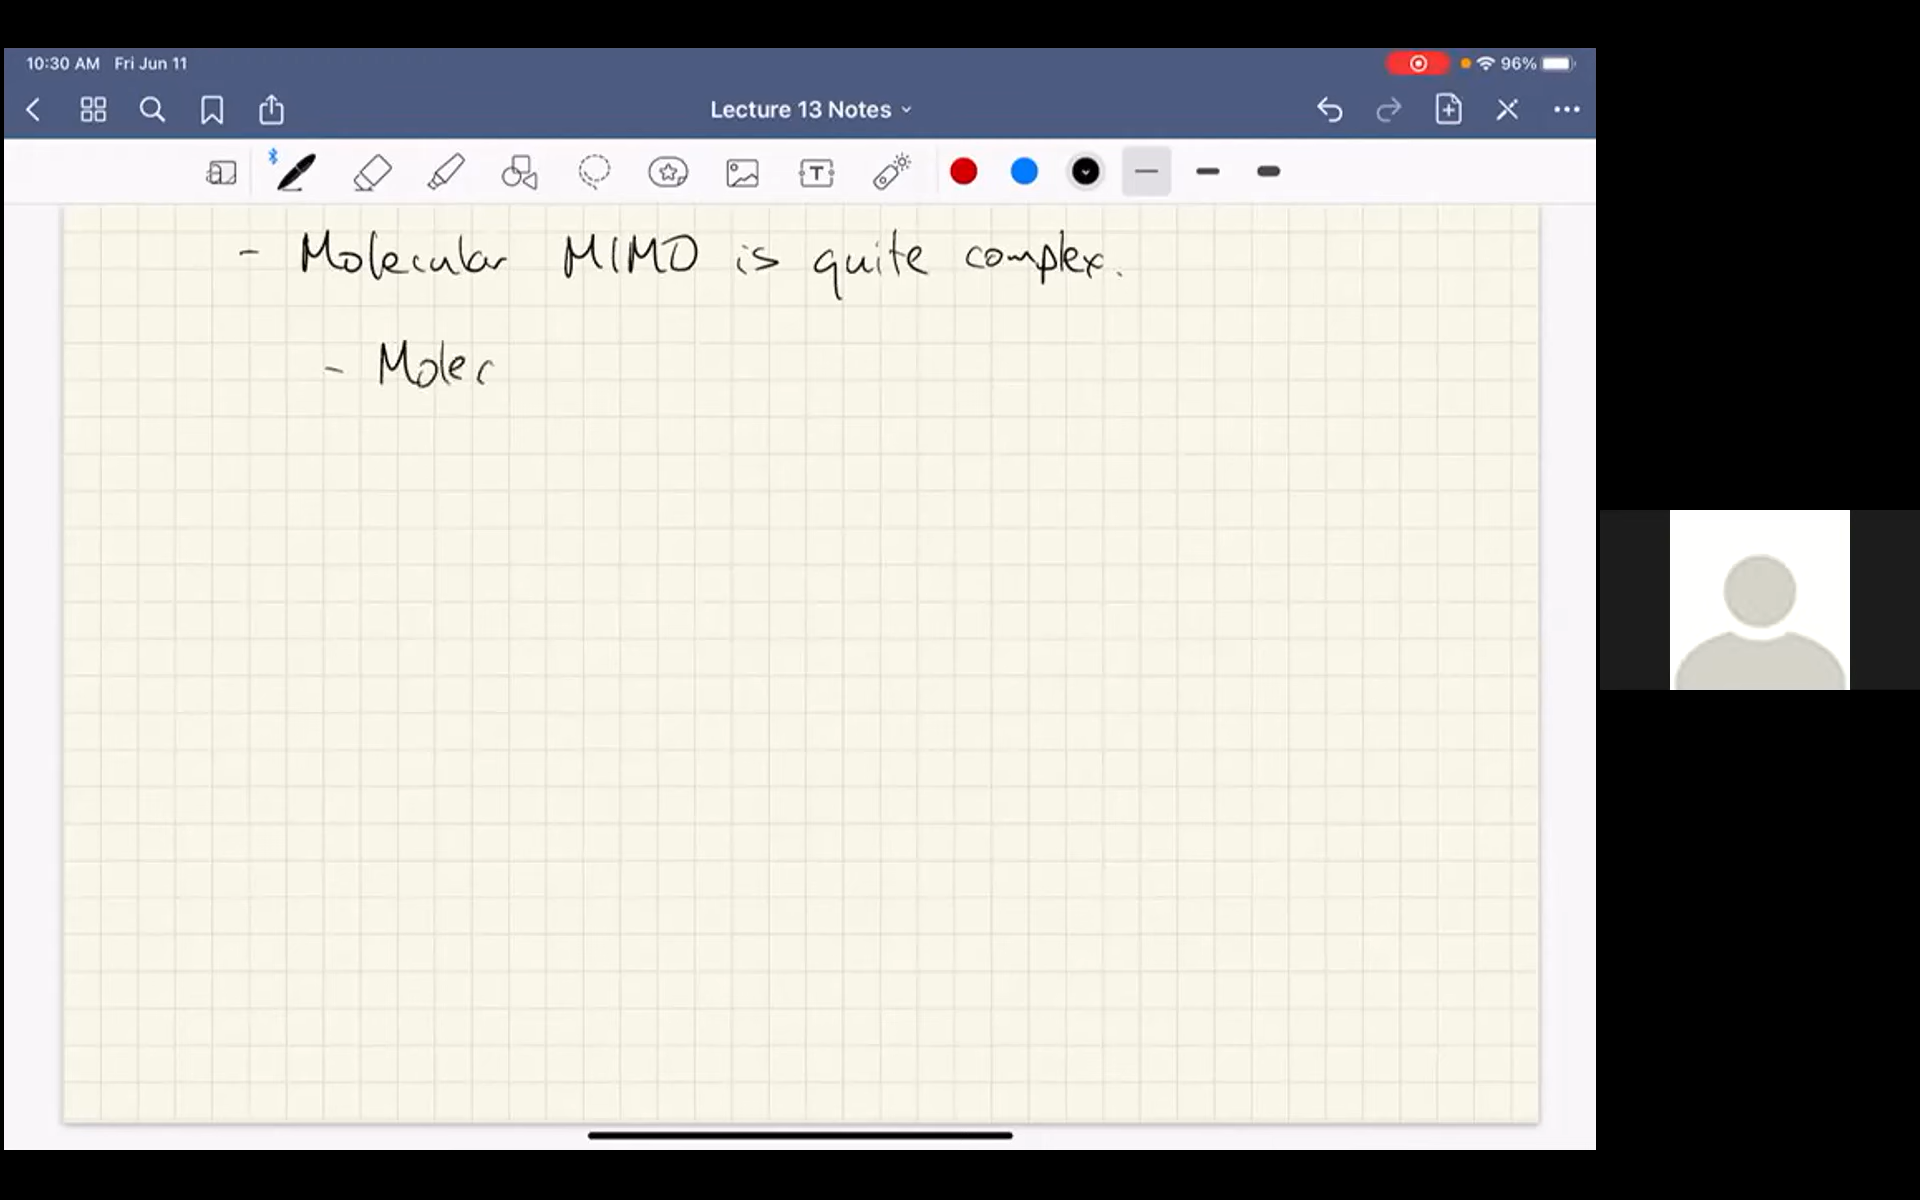 10:30 AM Fri Jun 11 96%
Lecture 13 Notes
- Molecular MIMO is quite complex.
- Molec